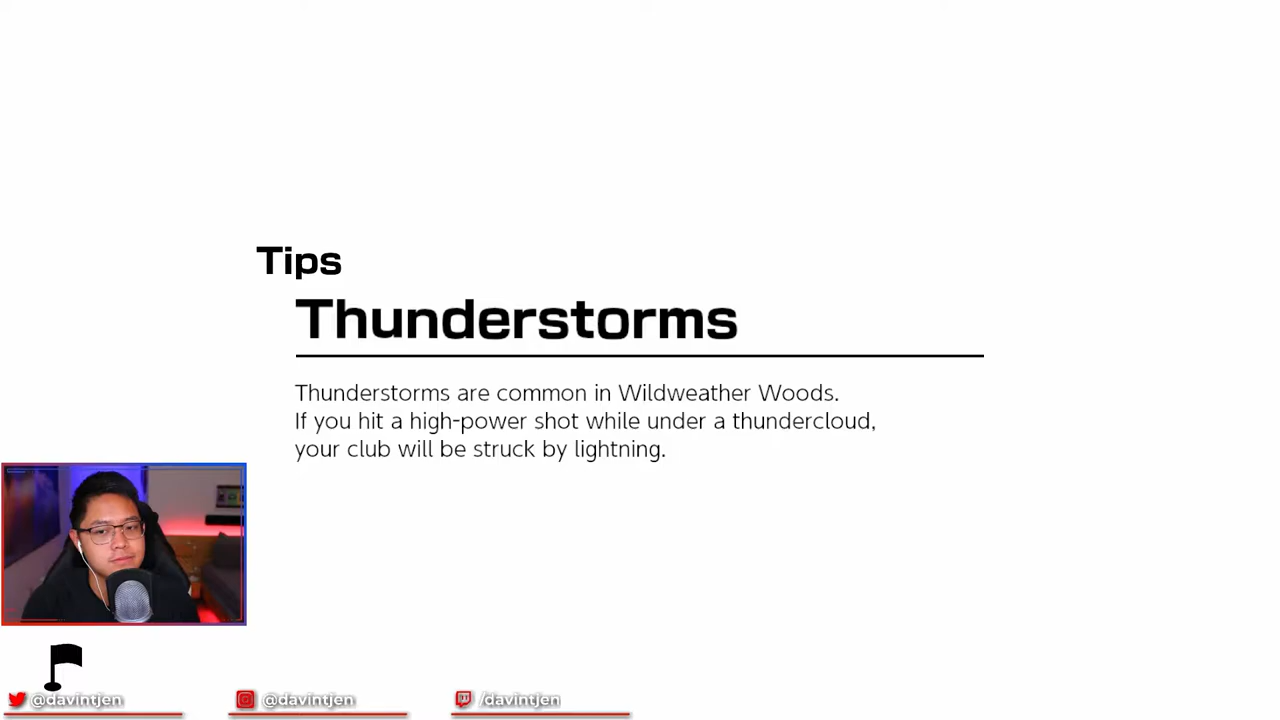 Tips
Thunderstorms
Thunderstorms are common in Wildweather Woods.
If you hit a high-power shot while under a thundercloud,
your club will be struck by lightning.
@davintjen @davintjen /davintjen